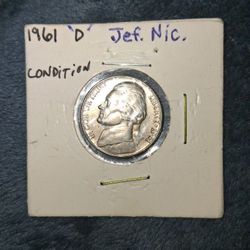 1961 "D" Jef. Nic.
CONDITION